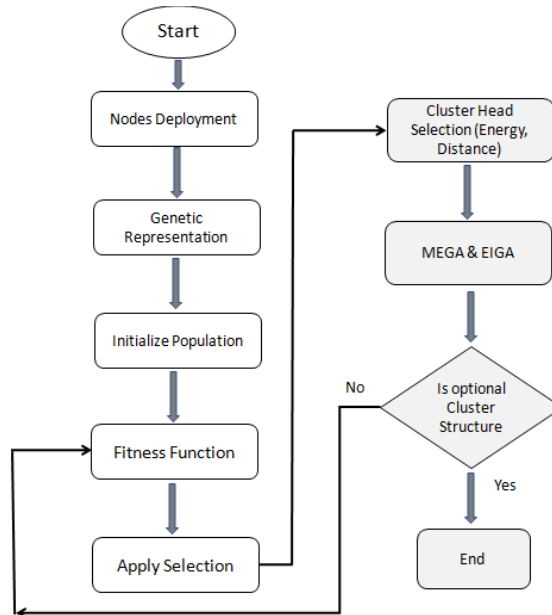 Start
Nodes Deployment
Genetic
Representation
Initialize Population
Fitness Function
Apply Selection
Cluster Head
Selection (Energy,
Distance)
MEGA & EIGA
Is optional
Cluster
Structure
No
Yes
End